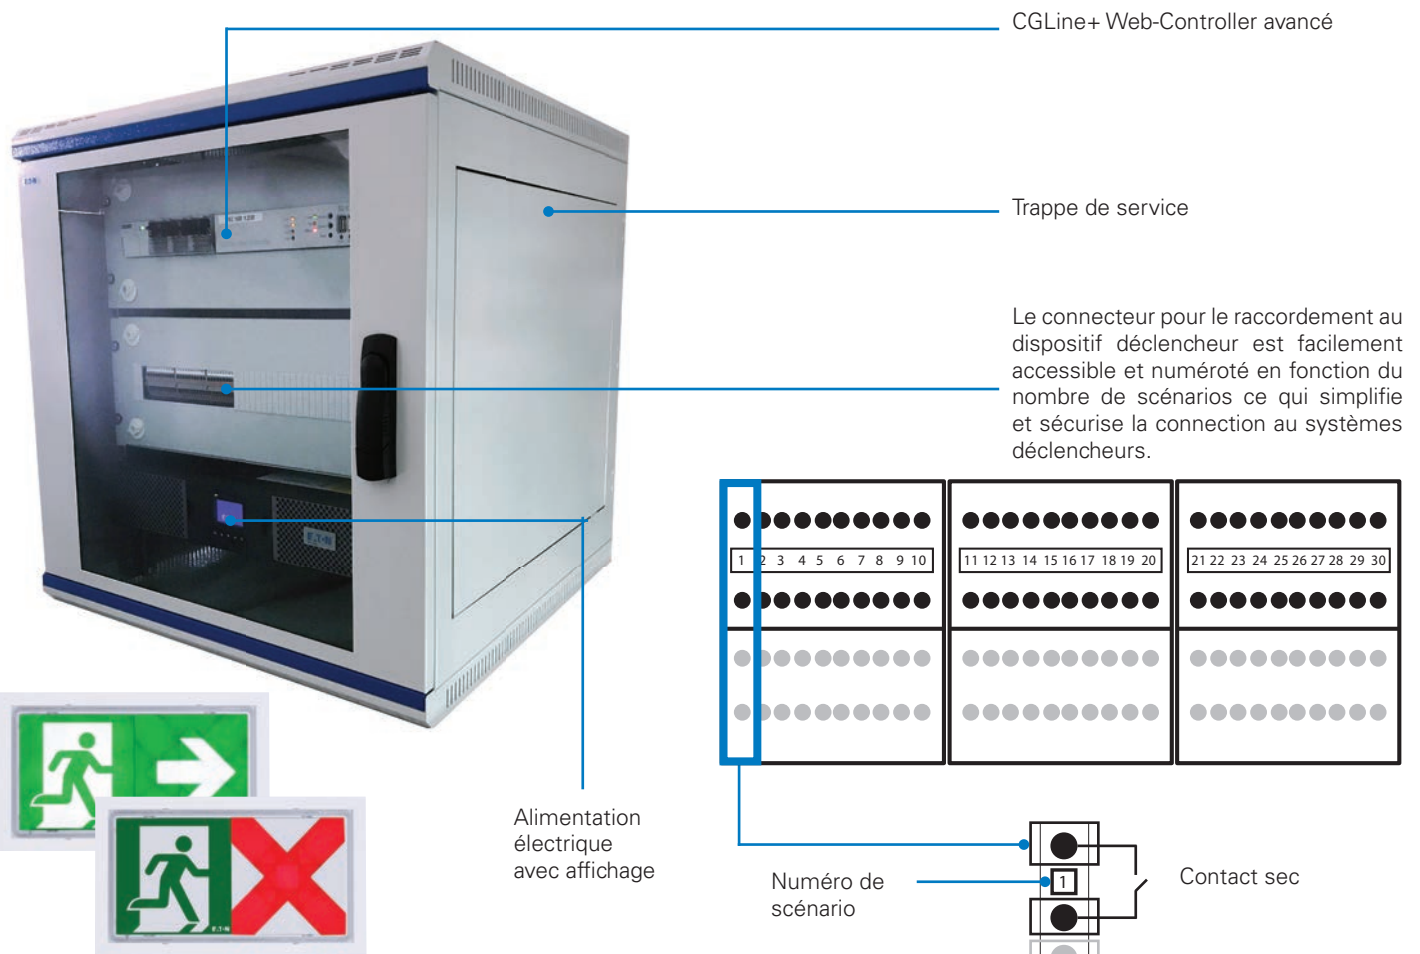 CGLine+ Web-Controller avancé
Trappe de service
Le connecteur pour le raccordement au
dispositif déclencheur est facilement
accessible et numéroté en fonction du
nombre de scénarios ce qui simplifie
et sécurise la connection au systèmes
déclencheurs.
E·T·N
E·T·N
1 2 3 4 5 6 7 8 9 10
11 12 13 14 15 16 17 18 19 20
21 22 23 24 25 26 27 28 29 30
Alimentation
électrique
avec affichage
Numéro de
scénario
1
Contact sec
E·T·N